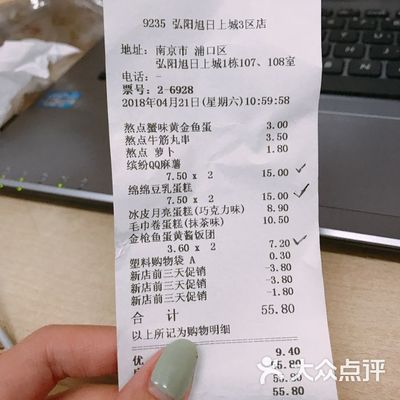 9235 弘阳旭日上城3区店
地址: 南京市 浦口区
弘阳旭日上城1栋107、108室
电话: -
票号: 2-6928
2018年04月21日(星期六)10:59:58
熬点蟹味黄金鱼蛋 3.00
熬点牛筋丸串 3.50
熬点 萝卜 1.80
缤纷QQ麻薯
7.50 x 2 15.00
绵绵豆乳蛋糕
7.50 x 2 15.00
冰皮月亮蛋糕(巧克力味) 8.90
毛巾卷蛋糕(抹茶味) 10.50
金枪鱼蛋黄酱饭团
3.60 x 2 7.20
塑料购物袋 A 0.30
新店前三天促销 -3.80
新店前三天促销 -3.80
新店前三天促销 -1.80
合 计 55.80
以上所记为购物明细
优 9.40
55.80
55.80
大众点评